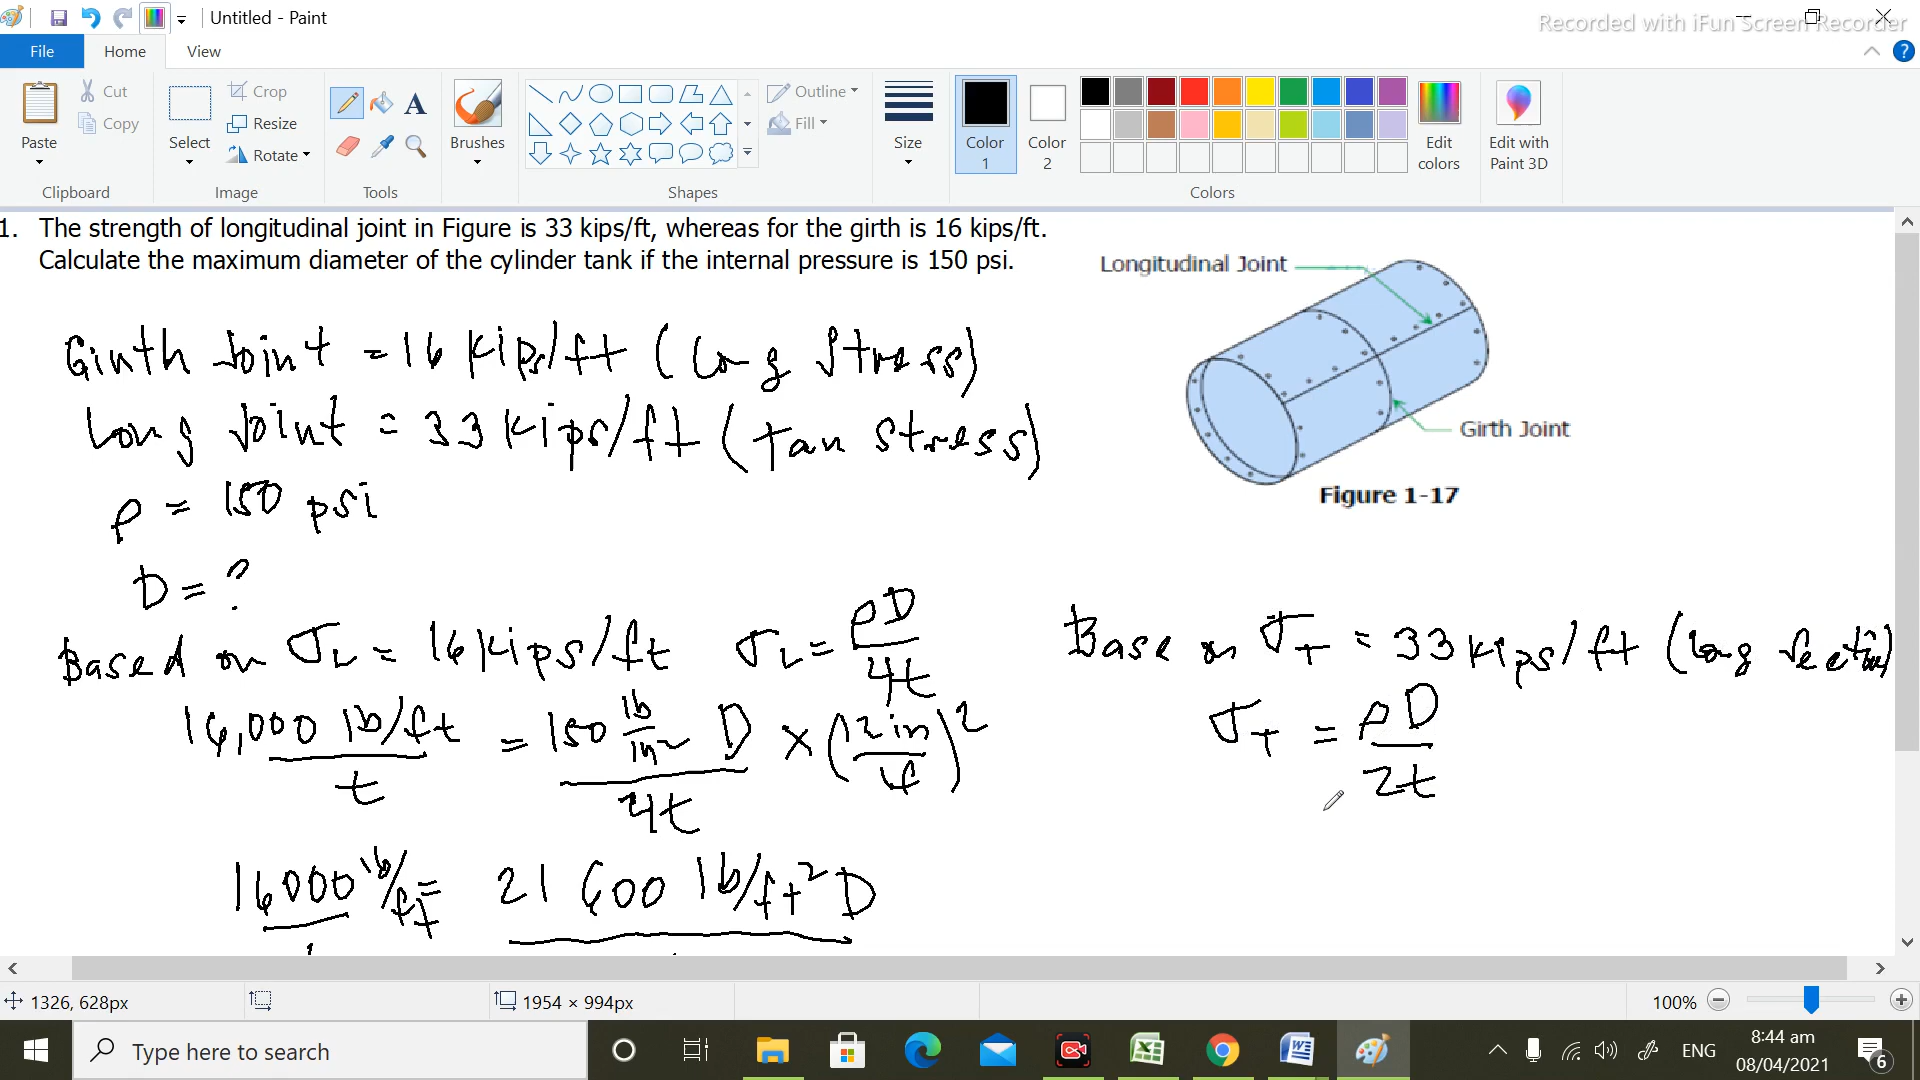 Untitled - Paint
Recorded with iFun Screen Recorder
File
Home
View
Paste
Cut
Copy
Clipboard
Select
Crop
Resize
Rotate
Image
Tools
Brushes
Outline
Fill
Shapes
Size
Color 1
Color 2
Edit colors
Edit with Paint 3D
Colors
1. The strength of longitudinal joint in Figure is 33 kips/ft, whereas for the girth is 16 kips/ft.
Calculate the maximum diameter of the cylinder tank if the internal pressure is 150 psi.
Longitudinal Joint
Girth Joint
Figure 1-17
Girth Joint = 16 kips/ft (Long Stress)
Long Joint = 33 kips/ft (Tan Stress)
ρ = 150 psi
D = ?
Based on σL = 16 kips/ft σL = ρD/4t
16,000 lb/ft / t = 150 lb/in² D / 4t × (12 in/1f)²
16000 lb/ft = 21 600 lb/ft² D
Base on σT = 33 kips/ft (Long Section)
σT = ρD/2t
1326, 628px
1954 × 994px
100%
Type here to search
ENG
8:44 am
08/04/2021
6